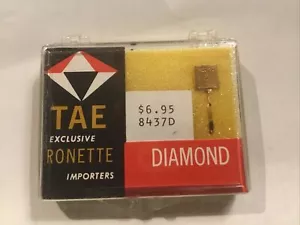 TAE
$6.95
8437D
EXCLUSIVE
RONETTE
IMPORTERS
DIAMOND